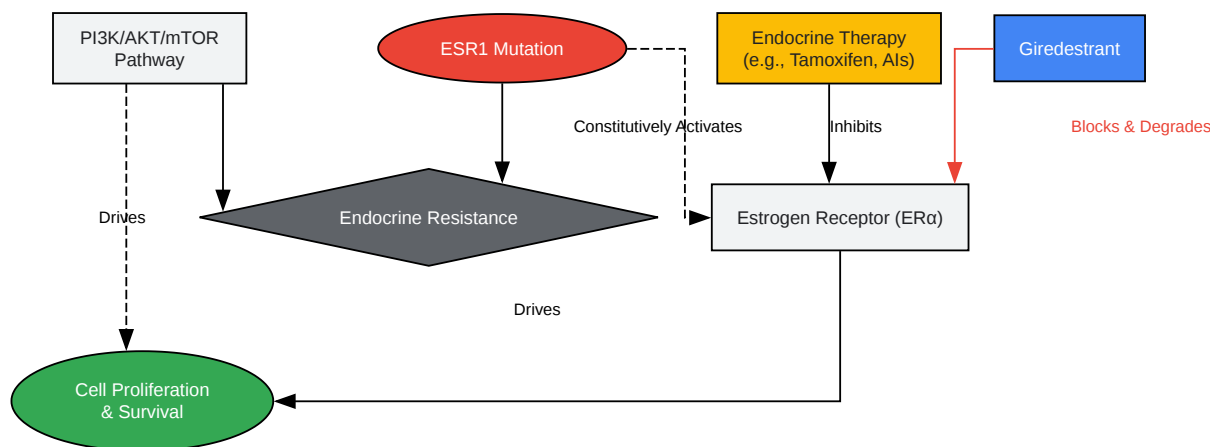 PI3K/AKT/mTOR
Pathway
ESR1 Mutation
Endocrine Therapy
(e.g., Tamoxifen, AIs)
Giredestrant
Constitutively Activates
Inhibits
Blocks & Degrades
Drives
Endocrine Resistance
Estrogen Receptor (ERα)
Drives
Cell Proliferation
& Survival